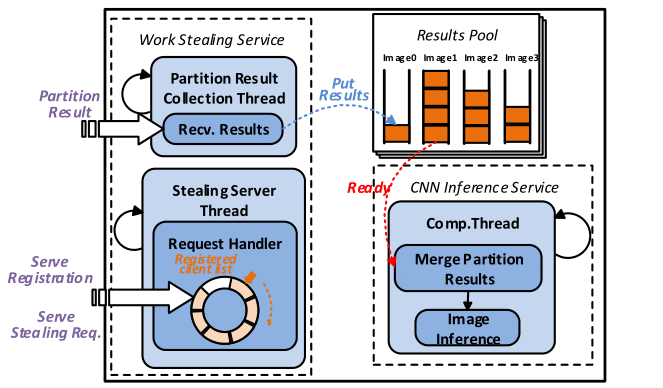 Work Stealing Service
Partition Result
Collection Thread
Recv. Results
Partition
Result
Put
Results
Results Pool
Image0 Image1 Image2 Image3
Stealing Server
Thread
Request Handler
Registered
client list
Serve
Registration
Serve
Stealing Req.
Ready
CNN Inference Service
Comp.Thread
Merge Partition
Results
Image
Inference